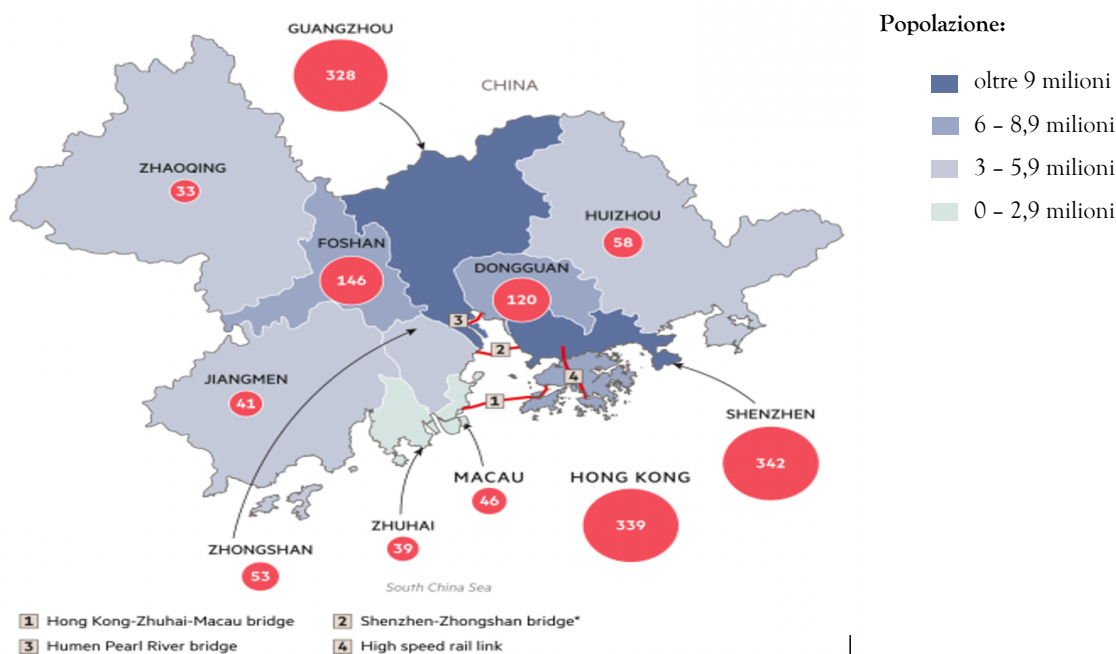 GUANGZHOU
328
CHINA
ZHAOQING
33
HUIZHOU
58
FOSHAN
146
DONGGUAN
120
3
2
4
1
JIANGMEN
41
SHENZHEN
342
MACAU
46
HONG KONG
339
ZHUHAI
39
ZHONGSHAN
53
South China Sea
1 Hong Kong-Zhuhai-Macau bridge
2 Shenzhen-Zhongshan bridge*
3 Humen Pearl River bridge
4 High speed rail link
Popolazione:
oltre 9 milioni
6 – 8,9 milioni
3 – 5,9 milioni
0 – 2,9 milioni